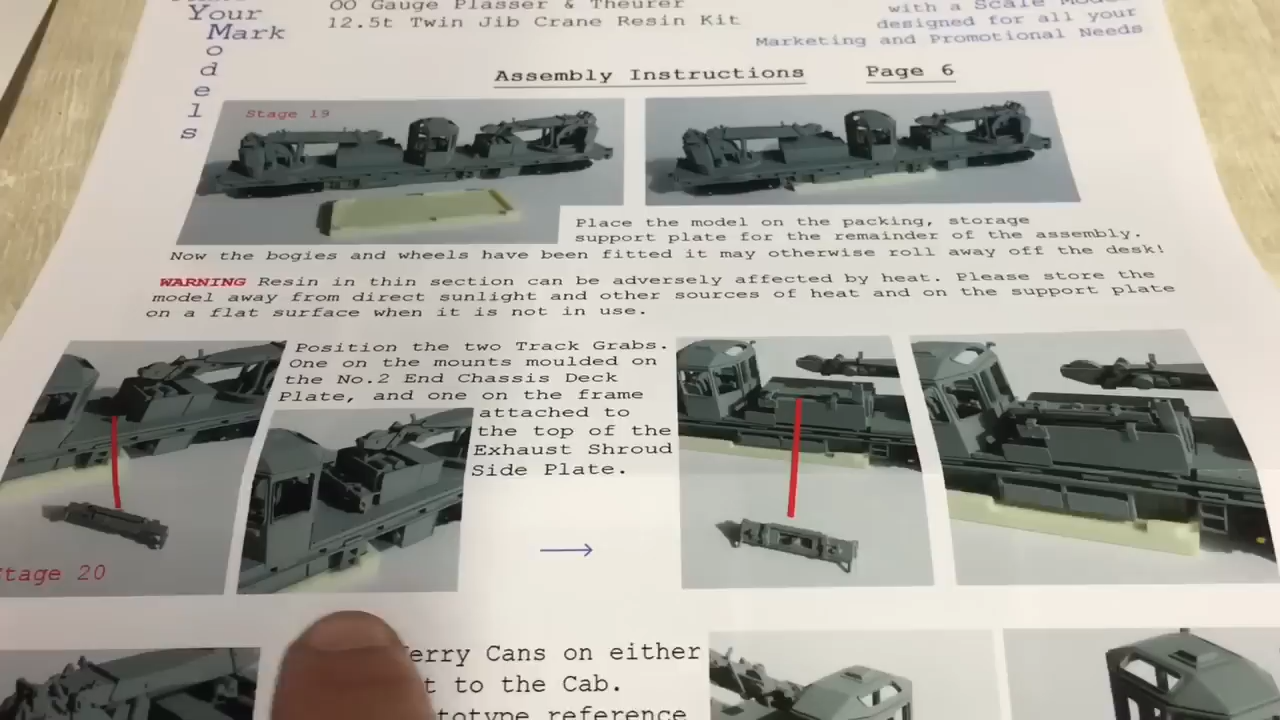 Your
Mark
Models
OO Gauge Plasser & Theurer
12.5t Twin Jib Crane Resin Kit
with a Scale
designed for all your
Marketing and Promotional Needs
Assembly Instructions Page 6
Stage 19
Place the model on the packing, storage
support plate for the remainder of the assembly.
Now the bogies and wheels have been fitted it may otherwise roll away off the desk!
WARNING Resin in thin section can be adversely affected by heat. Please store the
model away from direct sunlight and other sources of heat and on the support plate
on a flat surface when it is not in use.
Position the two Track Grabs.
One on the mounts moulded on
the No.2 End Chassis Deck
Plate, and one on the frame
attached to
the top of the
Exhaust Shroud
Side Plate.
tage 20
erry Cans on either
t to the Cab.
totype reference